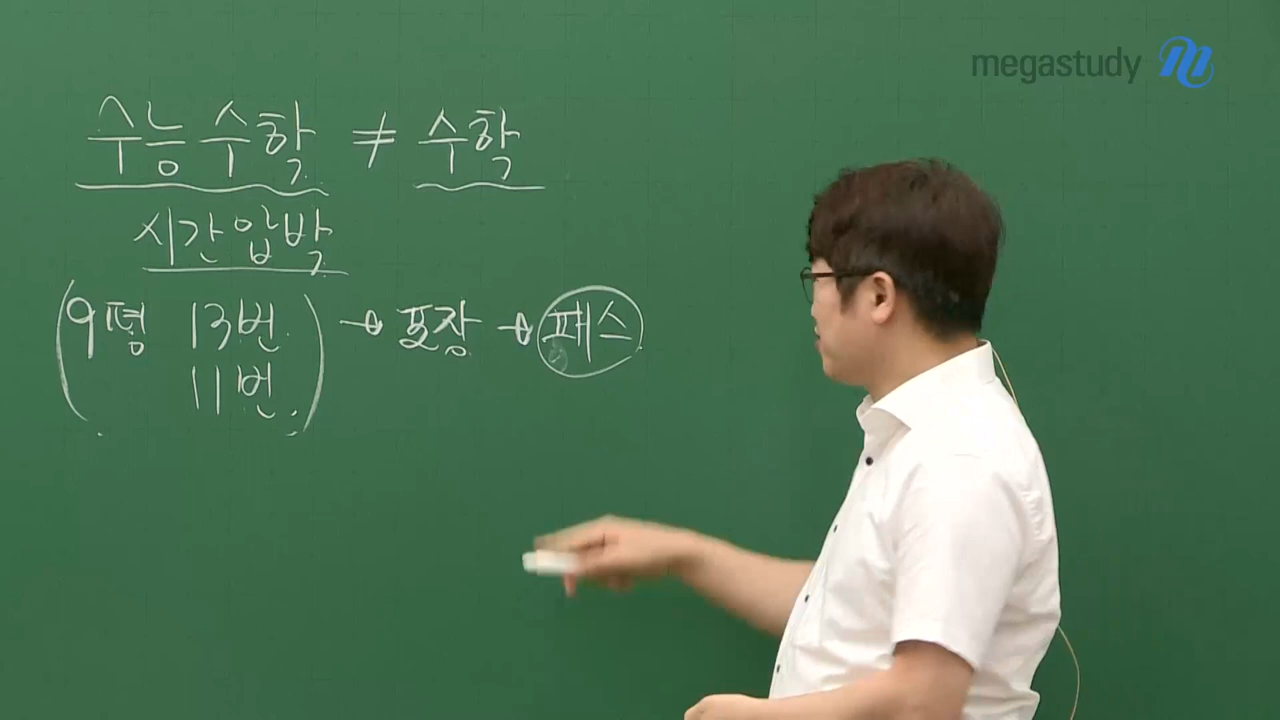 megastudy
수능 수학 ≠ 수학
시간압박
(9평 13번 → 포장 → 패스
11번)